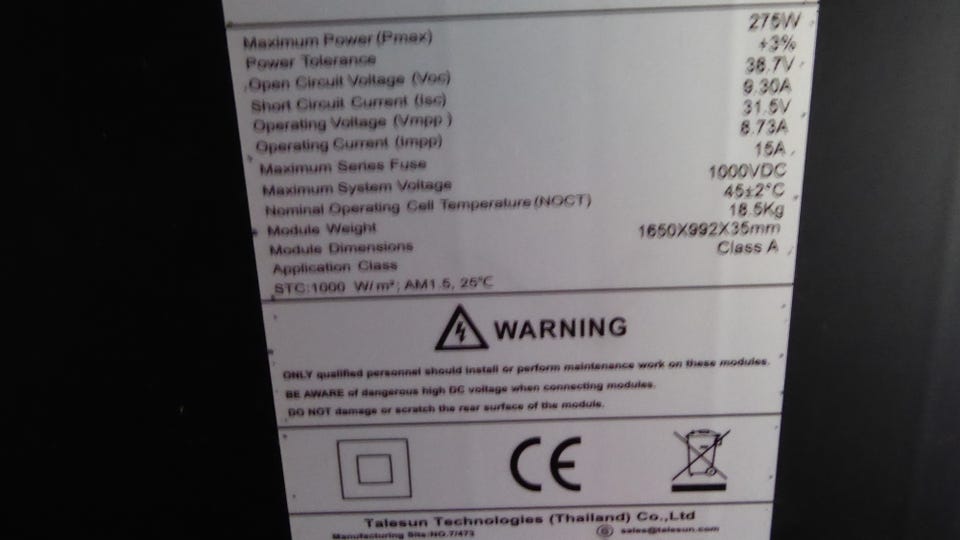 Maximum Power (Pmax) 275W
Power Tolerance ±3%
Open Circuit Voltage (Voc) 38.7V
Short Circuit Current (Isc) 9.30A
Operating Voltage (Vmpp ) 31.5V
Operating Current (Impp) 8.73A
Maximum Series Fuse 15A
Maximum System Voltage 1000VDC
Nominal Operating Cell Temperature (NOCT) 45±2°C
Module Weight 18.5Kg
Module Dimensions 1650X992X35mm
Application Class Class A
STC:1000 W/m²; AM1.5, 25°C
WARNING
ONLY qualified personnel should install or perform maintenance work on these modules.
BE AWARE of dangerous high DC voltage when connecting modules.
DO NOT damage or scratch the rear surface of the module.
CE
Talesun Technologies (Thailand) Co.,Ltd
Manufacturing Site:NO.7/473 sales@talesun.com